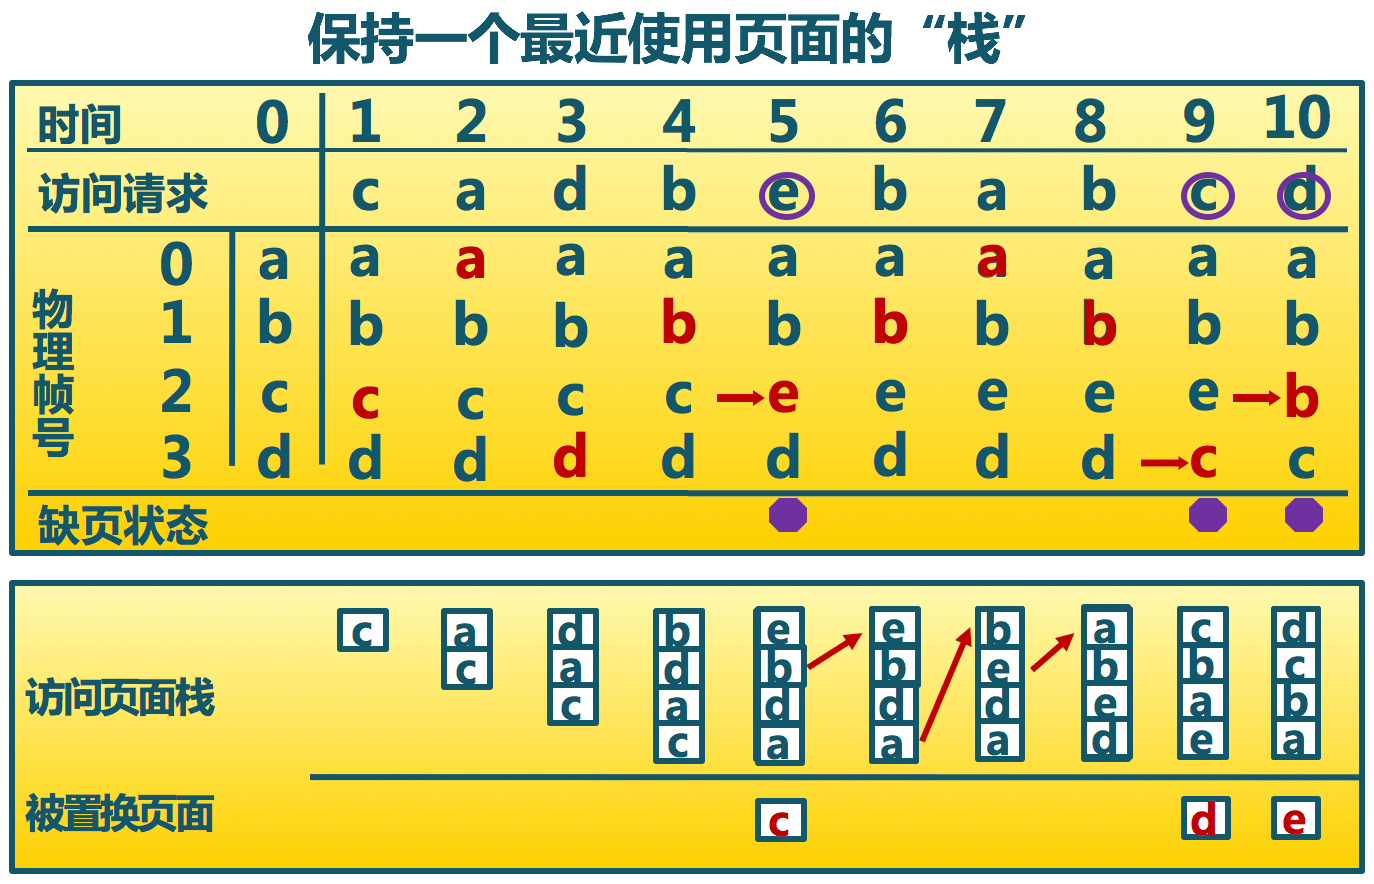 保持一个最近使用页面的“栈”
时间 0 1 2 3 4 5 6 7 8 9 10
访问请求 c a d b e b a b c d
物理帧号
0 a a a a a a a a a a a
1 b b b b b b b b b b b
2 c c c c c e e e e e b
3 d d d d d d d d d c c
缺页状态
访问页面栈
c a d b e e b a c d
c a d b b e b b c
c a d d d e a b
c a a a d e a
被置换页面 c d e